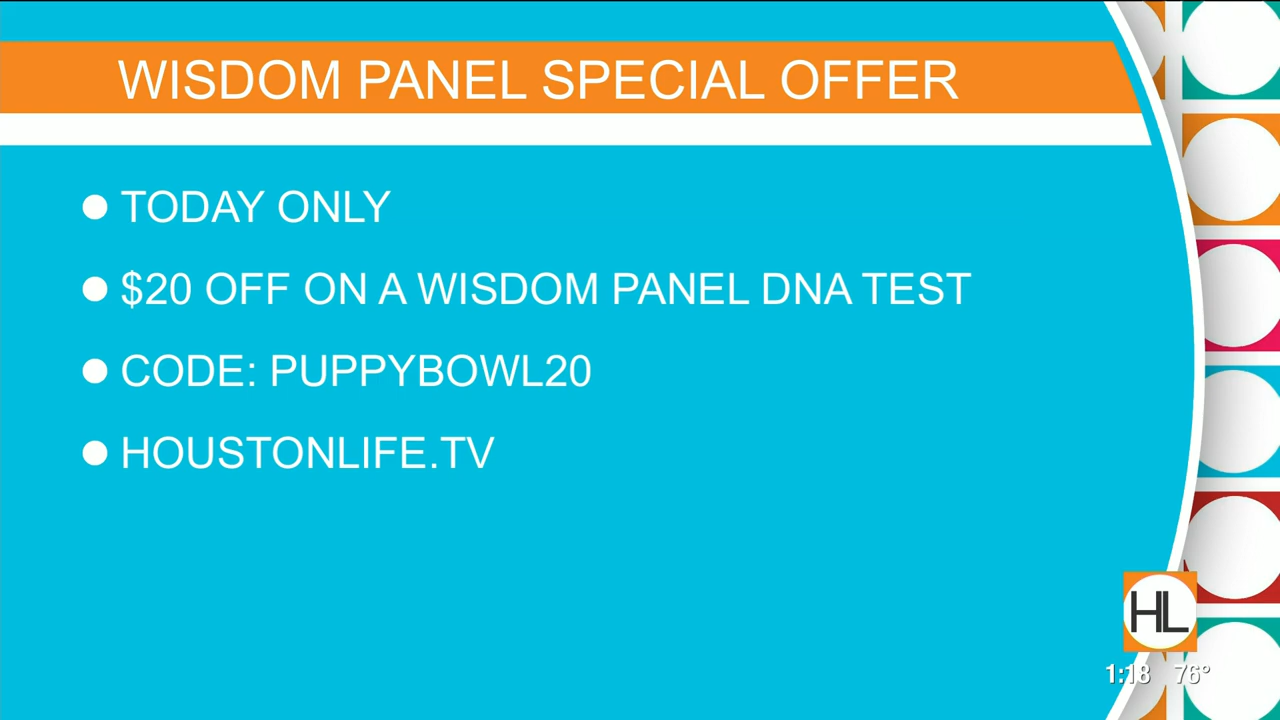 WISDOM PANEL SPECIAL OFFER
TODAY ONLY
$20 OFF ON A WISDOM PANEL DNA TEST
CODE: PUPPYBOWL20
HOUSTONLIFE.TV
HL
1:18 76°